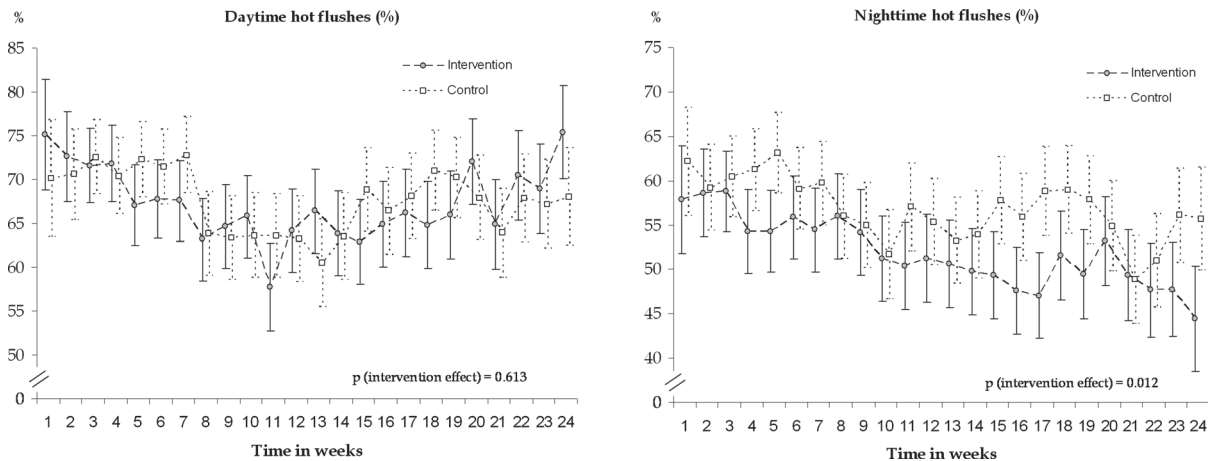 %
Daytime hot flushes (%)
85
80
75
70
65
60
55
50
0
Intervention
Control
p (intervention effect) = 0.613
1 2 3 4 5 6 7 8 9 10 11 12 13 14 15 16 17 18 19 20 21 22 23 24
Time in weeks
%
Nighttime hot flushes (%)
75
70
65
60
55
50
45
40
0
Intervention
Control
p (intervention effect) = 0.012
1 2 3 4 5 6 7 8 9 10 11 12 13 14 15 16 17 18 19 20 21 22 23 24
Time in weeks